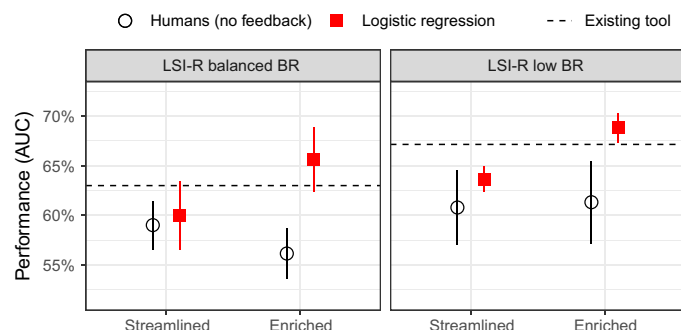 Humans (no feedback) Logistic regression Existing tool
LSI-R balanced BR LSI-R low BR
Performance (AUC)
70%
65%
60%
55%
Streamlined Enriched Streamlined Enriched